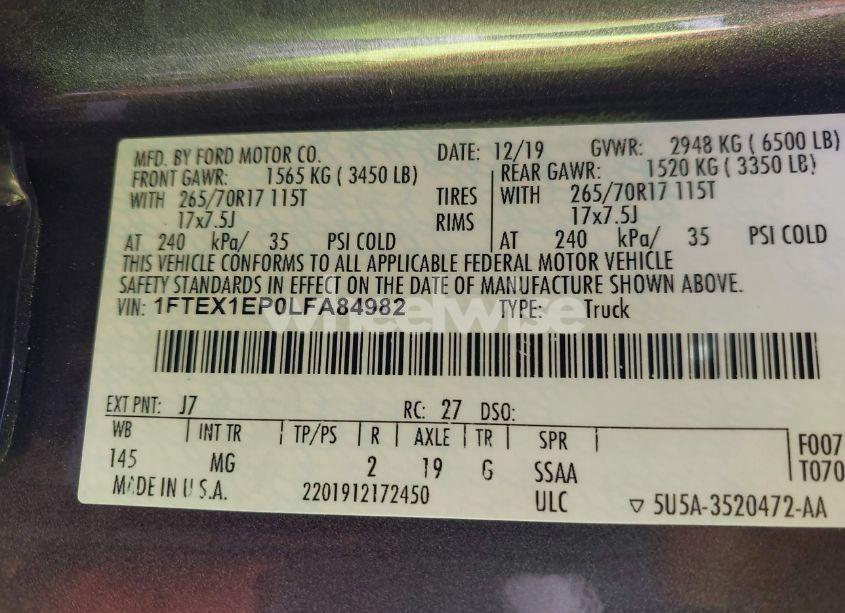 MFD. BY FORD MOTOR CO. DATE: 12/19 GVWR: 2948 KG ( 6500 LB)
FRONT GAWR: 1565 KG ( 3450 LB) REAR GAWR: 1520 KG ( 3350 LB)
WITH 265/70R17 115T TIRES WITH 265/70R17 115T
17x7.5J RIMS 17x7.5J
AT 240 kPa/ 35 PSI COLD AT 240 kPa/ 35 PSI COLD
THIS VEHICLE CONFORMS TO ALL APPLICABLE FEDERAL MOTOR VEHICLE
SAFETY STANDARDS IN EFFECT ON THE DATE OF MANUFACTURE SHOWN ABOVE.
VIN: 1FTEX1EP0LFA84982 TYPE: Truck
wheelwise
EXT PNT: J7 RC: 27 DSO:
WB INT TR TP/PS R AXLE TR SPR F007
145 MG 2 19 G SSAA T070
MADE IN U.S.A. 2201912172450 ULC ▽ 5U5A-3520472-AA